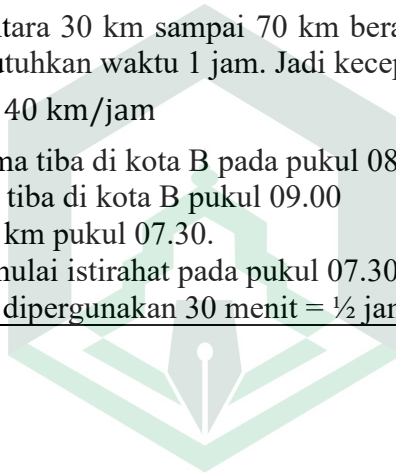 tara 30 km sampai 70 km bera
utuhkan waktu 1 jam. Jadi kecep
40 km/jam
ma tiba di kota B pada pukul 08
tiba di kota B pukul 09.00
km pukul 07.30.
nulai istirahat pada pukul 07.30
dipergunakan 30 menit = ½ jam